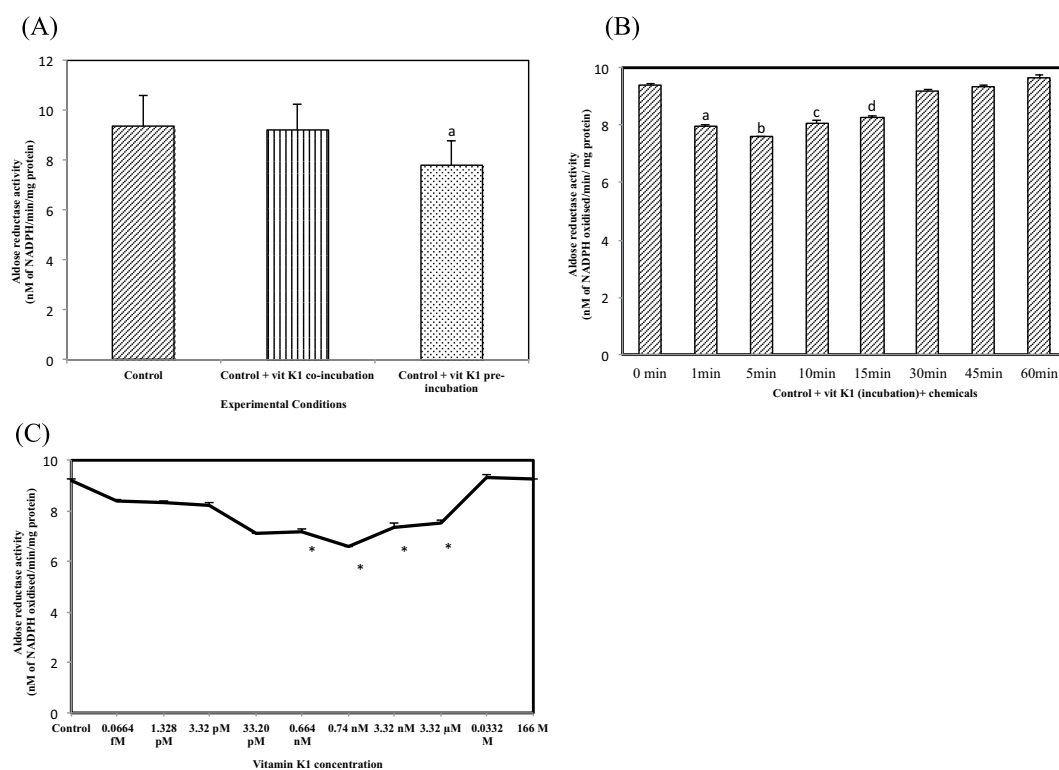 (A)
Aldose reductase activity
(nM of NADPH/min/mg protein)
12
10
8
6
4
2
0
a
Control
Control + vit K1 co-incubation
Control + vit K1 pre-
incubation
Experimental Conditions
(B)
Aldose reductase activity
(nM of NADPH oxidised/min/ mg protein)
10
8
6
4
2
0
a
b
c
d
0 min
1min
5min
10min
15min
30min
45min
60min
Control + vit K1 (incubation)+ chemicals
(C)
Aldose reductase activity
(nM of NADPH oxidised/min/mg protein)
10
8
6
4
2
0
*
*
*
*
Control
0.0664
fM
1.328
pM
3.32 pM
33.20
pM
0.664
nM
0.74 nM
3.32 nM
3.32 µM
0.0332
M
166 M
Vitamin K1 concentration